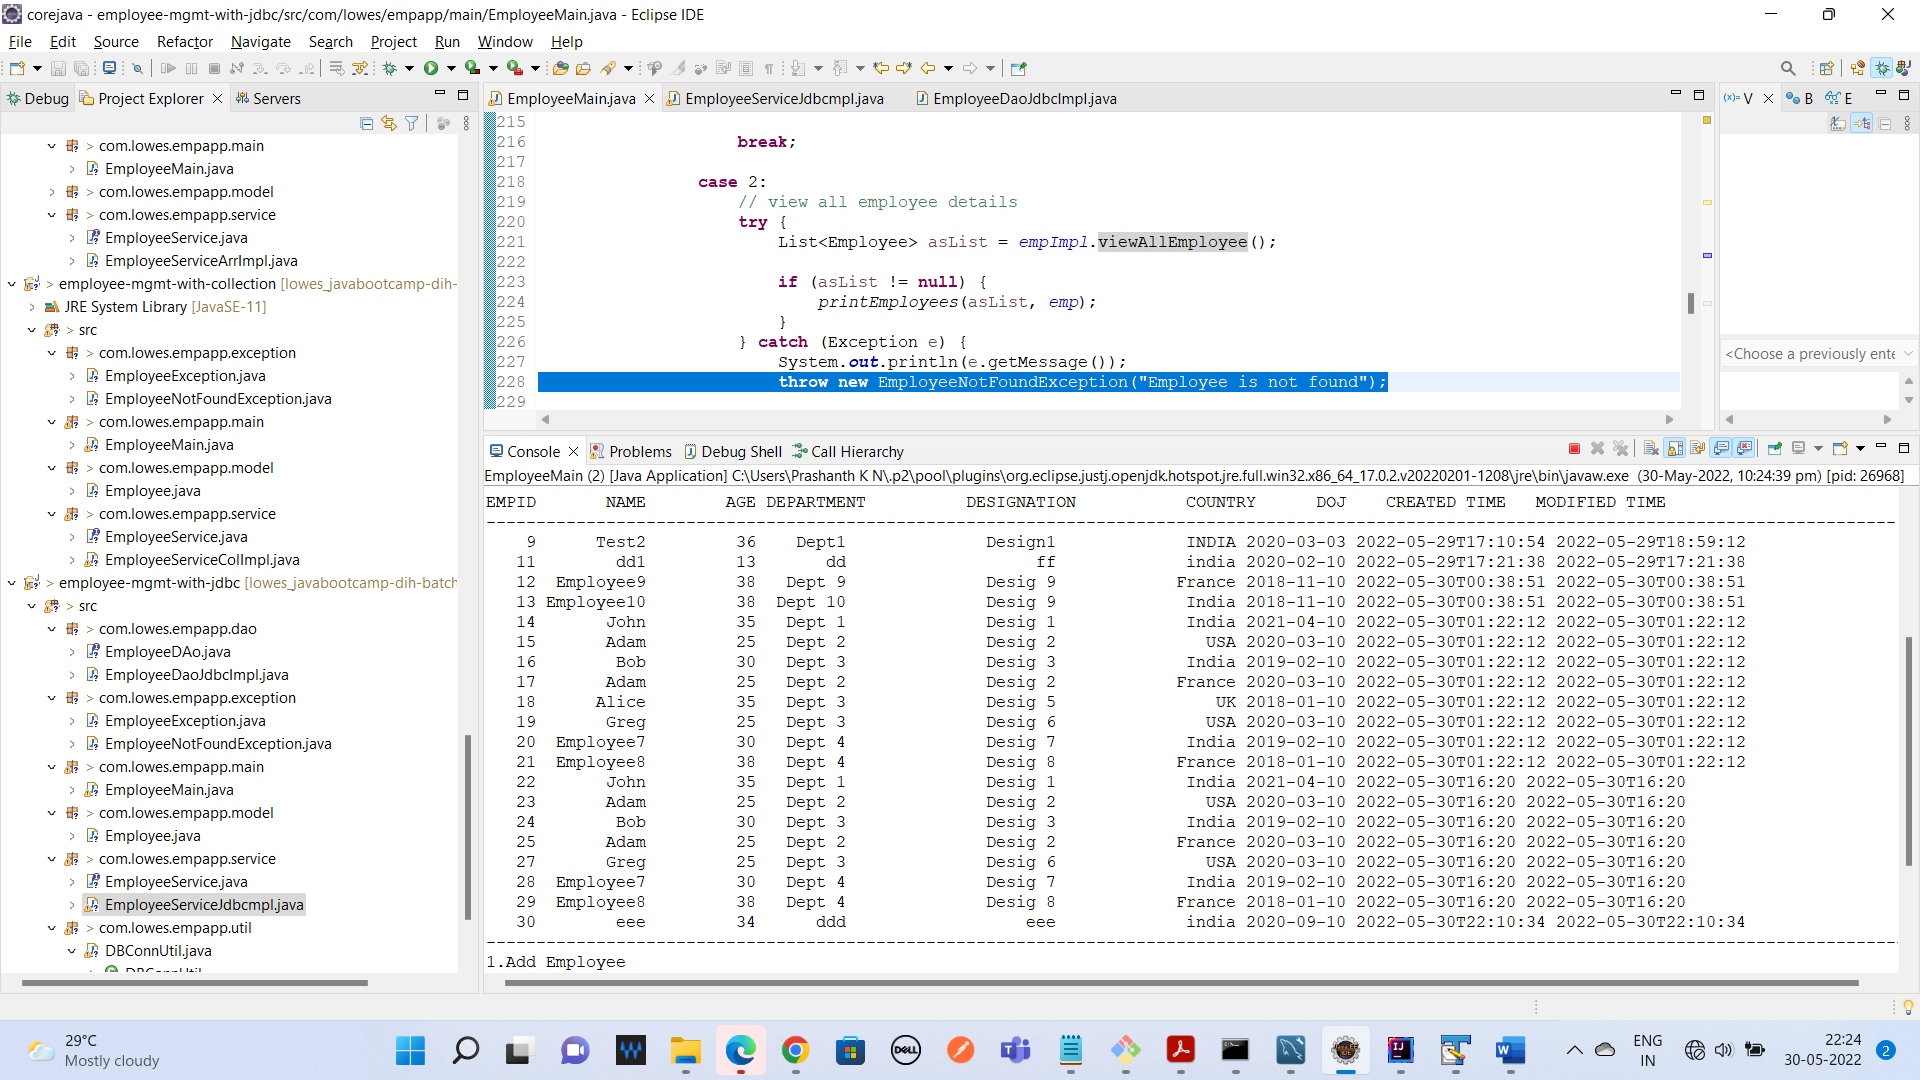 corejava - employee-mgmt-with-jdbc/src/com/lowes/empapp/main/EmployeeMain.java - Eclipse IDE
File Edit Source Refactor Navigate Search Project Run Window Help
Debug Project Explorer Servers
com.lowes.empapp.main
EmployeeMain.java
> com.lowes.empapp.model
> com.lowes.empapp.service
EmployeeService.java
EmployeeServiceArrImpl.java
> employee-mgmt-with-collection [lowes_javabootcamp-dih-
JRE System Library [JavaSE-11]
> src
> com.lowes.empapp.exception
EmployeeException.java
EmployeeNotFoundException.java
> com.lowes.empapp.main
EmployeeMain.java
> com.lowes.empapp.model
Employee.java
> com.lowes.empapp.service
EmployeeService.java
EmployeeServiceColImpl.java
> employee-mgmt-with-jdbc [lowes_javabootcamp-dih-batch
> src
> com.lowes.empapp.dao
EmployeeDAo.java
EmployeeDaoJdbcImpl.java
> com.lowes.empapp.exception
EmployeeException.java
EmployeeNotFoundException.java
> com.lowes.empapp.main
EmployeeMain.java
> com.lowes.empapp.model
Employee.java
> com.lowes.empapp.service
EmployeeService.java
EmployeeServiceJdbcmpl.java
> com.lowes.empapp.util
DBConnUtil.java
EmployeeMain.java EmployeeServiceJdbcmpl.java EmployeeDaoJdbcImpl.java
215
216 break;
217
218 case 2:
219 // view all employee details
220 try {
221 List<Employee> asList = empImpl.viewAllEmployee();
222
223 if (asList != null) {
224 printEmployees(asList, emp);
225 }
226 } catch (Exception e) {
227 System.out.println(e.getMessage());
228 throw new EmployeeNotFoundException("Employee is not found");
229
(x)= V B E
<Choose a previously ente
Console Problems Debug Shell Call Hierarchy
EmployeeMain (2) [Java Application] C:\Users\Prashanth K N\.p2\pool\plugins\org.eclipse.justj.openjdk.hotspot.jre.full.win32.x86_64_17.0.2.v20220201-1208\jre\bin\javaw.exe (30-May-2022, 10:24:39 pm) [pid: 26968]
EMPID NAME AGE DEPARTMENT DESIGNATION COUNTRY DOJ CREATED TIME MODIFIED TIME
9 Test2 36 Dept1 Design1 INDIA 2020-03-03 2022-05-29T17:10:54 2022-05-29T18:59:12
11 dd1 13 dd ff india 2020-02-10 2022-05-29T17:21:38 2022-05-29T17:21:38
12 Employee9 38 Dept 9 Desig 9 France 2018-11-10 2022-05-30T00:38:51 2022-05-30T00:38:51
13 Employee10 38 Dept 10 Desig 9 India 2018-11-10 2022-05-30T00:38:51 2022-05-30T00:38:51
14 John 35 Dept 1 Desig 1 India 2021-04-10 2022-05-30T01:22:12 2022-05-30T01:22:12
15 Adam 25 Dept 2 Desig 2 USA 2020-03-10 2022-05-30T01:22:12 2022-05-30T01:22:12
16 Bob 30 Dept 3 Desig 3 India 2019-02-10 2022-05-30T01:22:12 2022-05-30T01:22:12
17 Adam 25 Dept 2 Desig 2 France 2020-03-10 2022-05-30T01:22:12 2022-05-30T01:22:12
18 Alice 35 Dept 3 Desig 5 UK 2018-01-10 2022-05-30T01:22:12 2022-05-30T01:22:12
19 Greg 25 Dept 3 Desig 6 USA 2020-03-10 2022-05-30T01:22:12 2022-05-30T01:22:12
20 Employee7 30 Dept 4 Desig 7 India 2019-02-10 2022-05-30T01:22:12 2022-05-30T01:22:12
21 Employee8 38 Dept 4 Desig 8 France 2018-01-10 2022-05-30T01:22:12 2022-05-30T01:22:12
22 John 35 Dept 1 Desig 1 India 2021-04-10 2022-05-30T16:20 2022-05-30T16:20
23 Adam 25 Dept 2 Desig 2 USA 2020-03-10 2022-05-30T16:20 2022-05-30T16:20
24 Bob 30 Dept 3 Desig 3 India 2019-02-10 2022-05-30T16:20 2022-05-30T16:20
25 Adam 25 Dept 2 Desig 2 France 2020-03-10 2022-05-30T16:20 2022-05-30T16:20
27 Greg 25 Dept 3 Desig 6 USA 2020-03-10 2022-05-30T16:20 2022-05-30T16:20
28 Employee7 30 Dept 4 Desig 7 India 2019-02-10 2022-05-30T16:20 2022-05-30T16:20
29 Employee8 38 Dept 4 Desig 8 France 2018-01-10 2022-05-30T16:20 2022-05-30T16:20
30 eee 34 ddd eee india 2020-09-10 2022-05-30T22:10:34 2022-05-30T22:10:34
1.Add Employee
29°C
Mostly cloudy
DELL
ENG
IN
22:24
30-05-2022
2